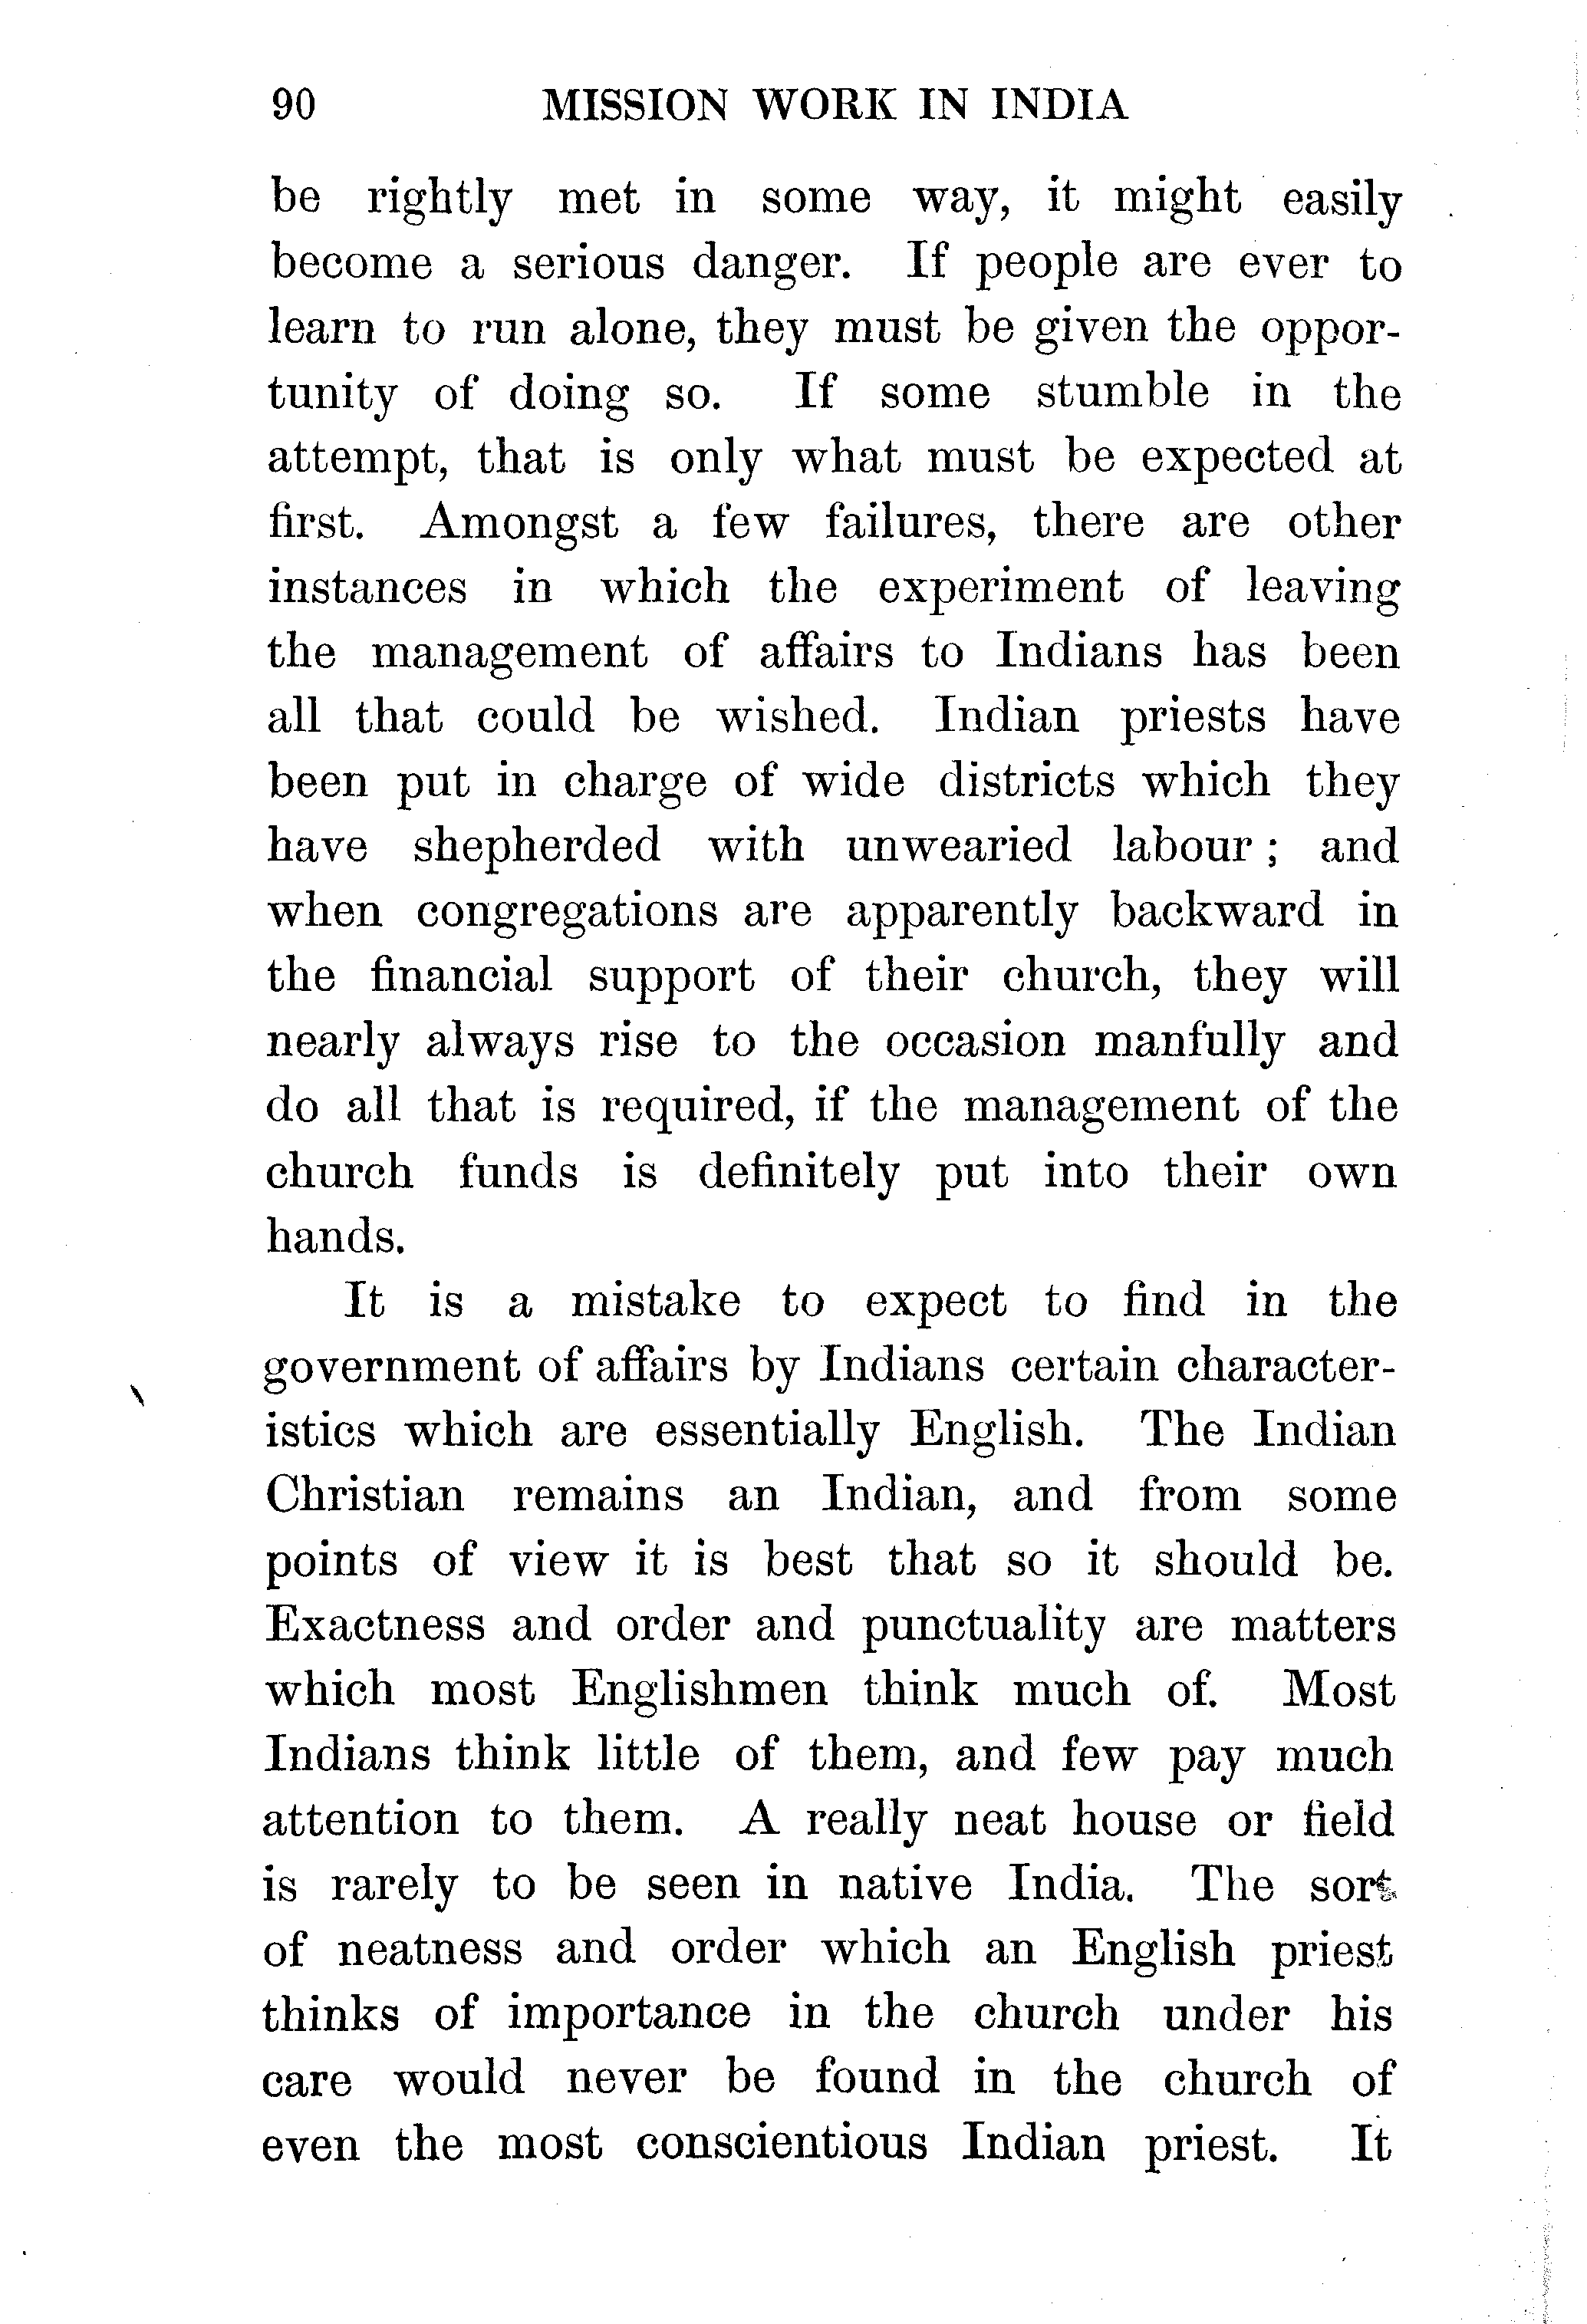 90 MISSION WORK IN INDIA
be rightly met in some way, it might easily
become a serious danger. If people are ever to
learn to run alone, they must be given the oppor-
tunity of doing so. If some stumble in the
attempt, that is only what must be expected at
first. Amongst a few failures, there are other
instances in which the experiment of leaving
the management of affairs to Indians has been
all that could be wished. Indian priests have
been put in charge of wide districts which they
have shepherded with unwearied labour ; and
when congregations are apparently backward in
the financial support of their church, they will
nearly always rise to the occasion manfully and
do all that is required, if the management of the
church funds is definitely put into their own
hands.
It is a mistake to expect to find in the
government of affairs by Indians certain character-
istics which are essentially English. The Indian
Christian remains an Indian, and from some
points of view it is best that so it should be.
Exactness and order and punctuality are matters
which most Englishmen think much of. Most
Indians think little of them, and few pay much
attention to them. A really neat house or field
is rarely to be seen in native India. The sort
of neatness and order which an English priest
thinks of importance in the church under his
care would never be found in the church of
even the most conscientious Indian priest. It